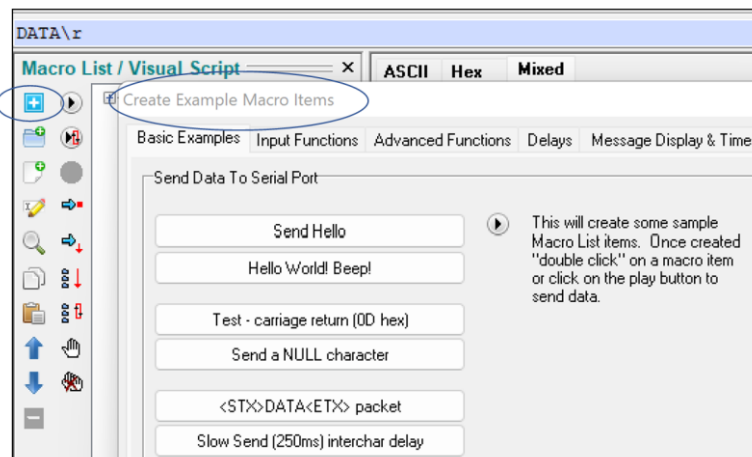 DATA\r
Macro List / Visual Script
ASCII Hex Mixed
Create Example Macro Items
Basic Examples Input Functions Advanced Functions Delays Message Display & Time
Send Data To Serial Port
Send Hello
Hello World! Beep!
Test - carriage return (0D hex)
Send a NULL character
<STX>DATA<ETX> packet
Slow Send (250ms) interchar delay
This will create some sample
Macro List items. Once created
"double click" on a macro item
or click on the play button to
send data.